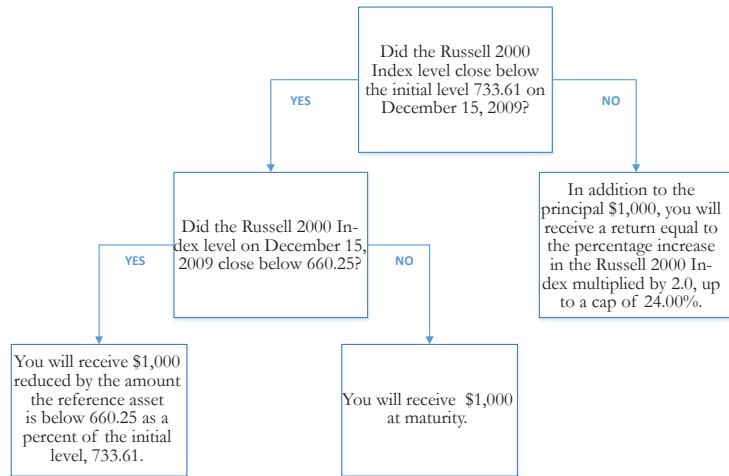 Did the Russell 2000
Index level close below
the initial level 733.61 on
December 15, 2009?
YES
NO
Did the Russell 2000 In-
dex level on December 15,
2009 close below 660.25?
In addition to the
principal $1,000, you will
receive a return equal to
the percentage increase
in the Russell 2000 In-
dex multiplied by 2.0, up
to a cap of 24.00%.
YES
NO
You will receive $1,000
reduced by the amount
the reference asset
is below 660.25 as a
percent of the initial
level, 733.61.
You will receive $1,000
at maturity.